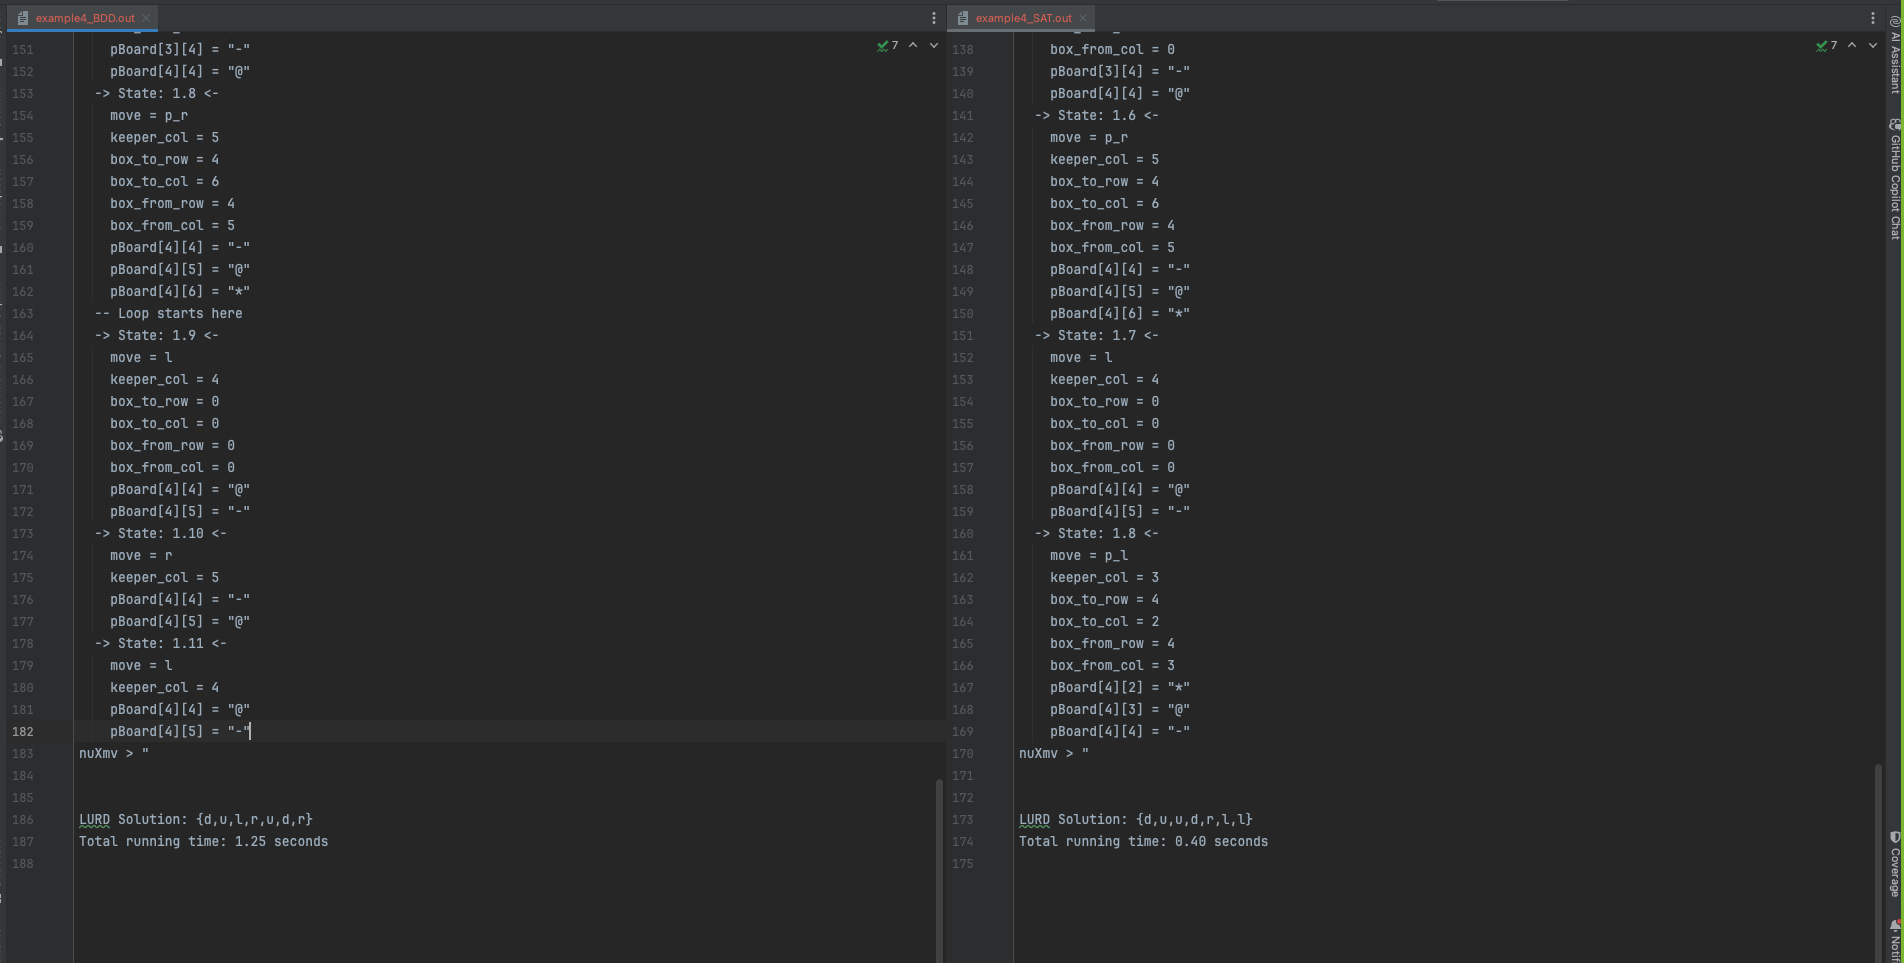 example4_BDD.out
7
151 pBoard[3][4] = "-"
152 pBoard[4][4] = "@"
153 -> State: 1.8 <-
154 move = p_r
155 keeper_col = 5
156 box_to_row = 4
157 box_to_col = 6
158 box_from_row = 4
159 box_from_col = 5
160 pBoard[4][4] = "-"
161 pBoard[4][5] = "@"
162 pBoard[4][6] = "*"
163 -- Loop starts here
164 -> State: 1.9 <-
165 move = l
166 keeper_col = 4
167 box_to_row = 0
168 box_to_col = 0
169 box_from_row = 0
170 box_from_col = 0
171 pBoard[4][4] = "@"
172 pBoard[4][5] = "-"
173 -> State: 1.10 <-
174 move = r
175 keeper_col = 5
176 pBoard[4][4] = "-"
177 pBoard[4][5] = "@"
178 -> State: 1.11 <-
179 move = l
180 keeper_col = 4
181 pBoard[4][4] = "@"
182 pBoard[4][5] = "-"
183 nuXmv > "
184
185
186 LURD Solution: {d,u,l,r,u,d,r}
187 Total running time: 1.25 seconds
188
example4_SAT.out
7
138 box_from_col = 0
139 pBoard[3][4] = "-"
140 pBoard[4][4] = "@"
141 -> State: 1.6 <-
142 move = p_r
143 keeper_col = 5
144 box_to_row = 4
145 box_to_col = 6
146 box_from_row = 4
147 box_from_col = 5
148 pBoard[4][4] = "-"
149 pBoard[4][5] = "@"
150 pBoard[4][6] = "*"
151 -> State: 1.7 <-
152 move = l
153 keeper_col = 4
154 box_to_row = 0
155 box_to_col = 0
156 box_from_row = 0
157 box_from_col = 0
158 pBoard[4][4] = "@"
159 pBoard[4][5] = "-"
160 -> State: 1.8 <-
161 move = p_l
162 keeper_col = 3
163 box_to_row = 4
164 box_to_col = 2
165 box_from_row = 4
166 box_from_col = 3
167 pBoard[4][2] = "*"
168 pBoard[4][3] = "@"
169 pBoard[4][4] = "-"
170 nuXmv > "
171
172
173 LURD Solution: {d,u,u,d,r,l,l}
174 Total running time: 0.40 seconds
175
AI Assistant
GitHub Copilot Chat
Coverage
Notif